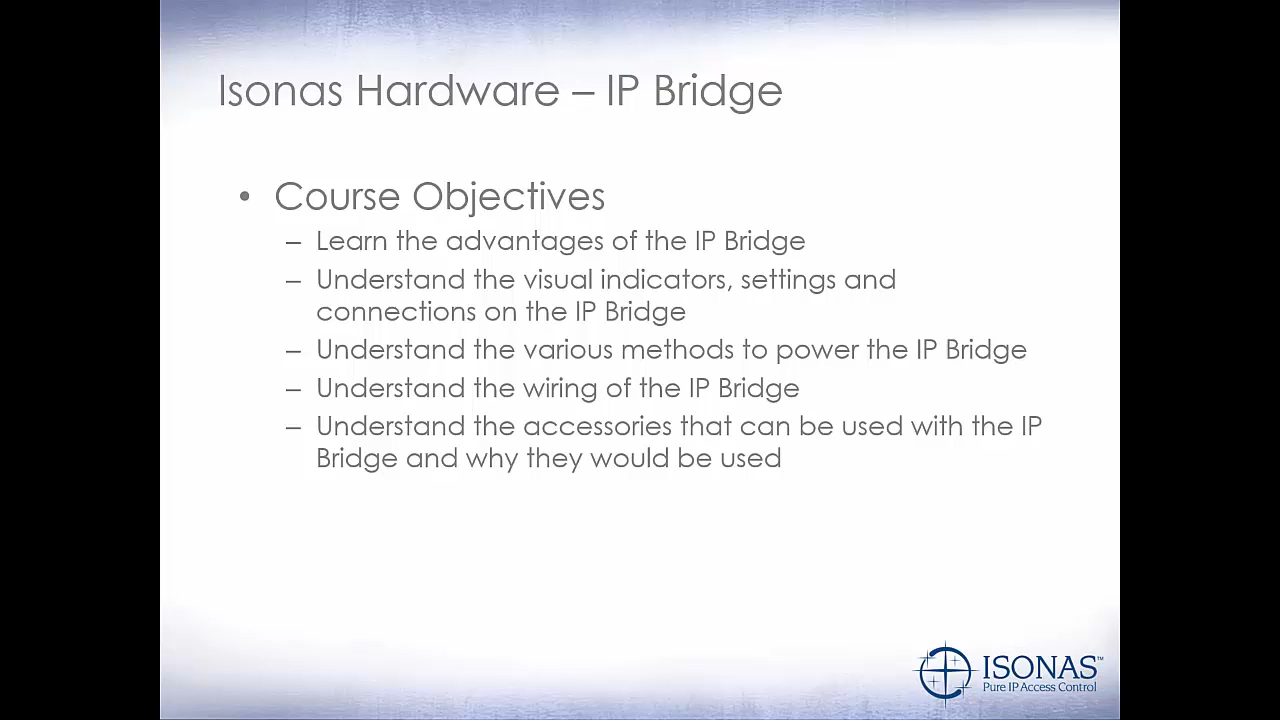 Isonas Hardware – IP Bridge
• Course Objectives
– Learn the advantages of the IP Bridge
– Understand the visual indicators, settings and
connections on the IP Bridge
– Understand the various methods to power the IP Bridge
– Understand the wiring of the IP Bridge
– Understand the accessories that can be used with the IP
Bridge and why they would be used
ISONAS™
Pure IP Access Control